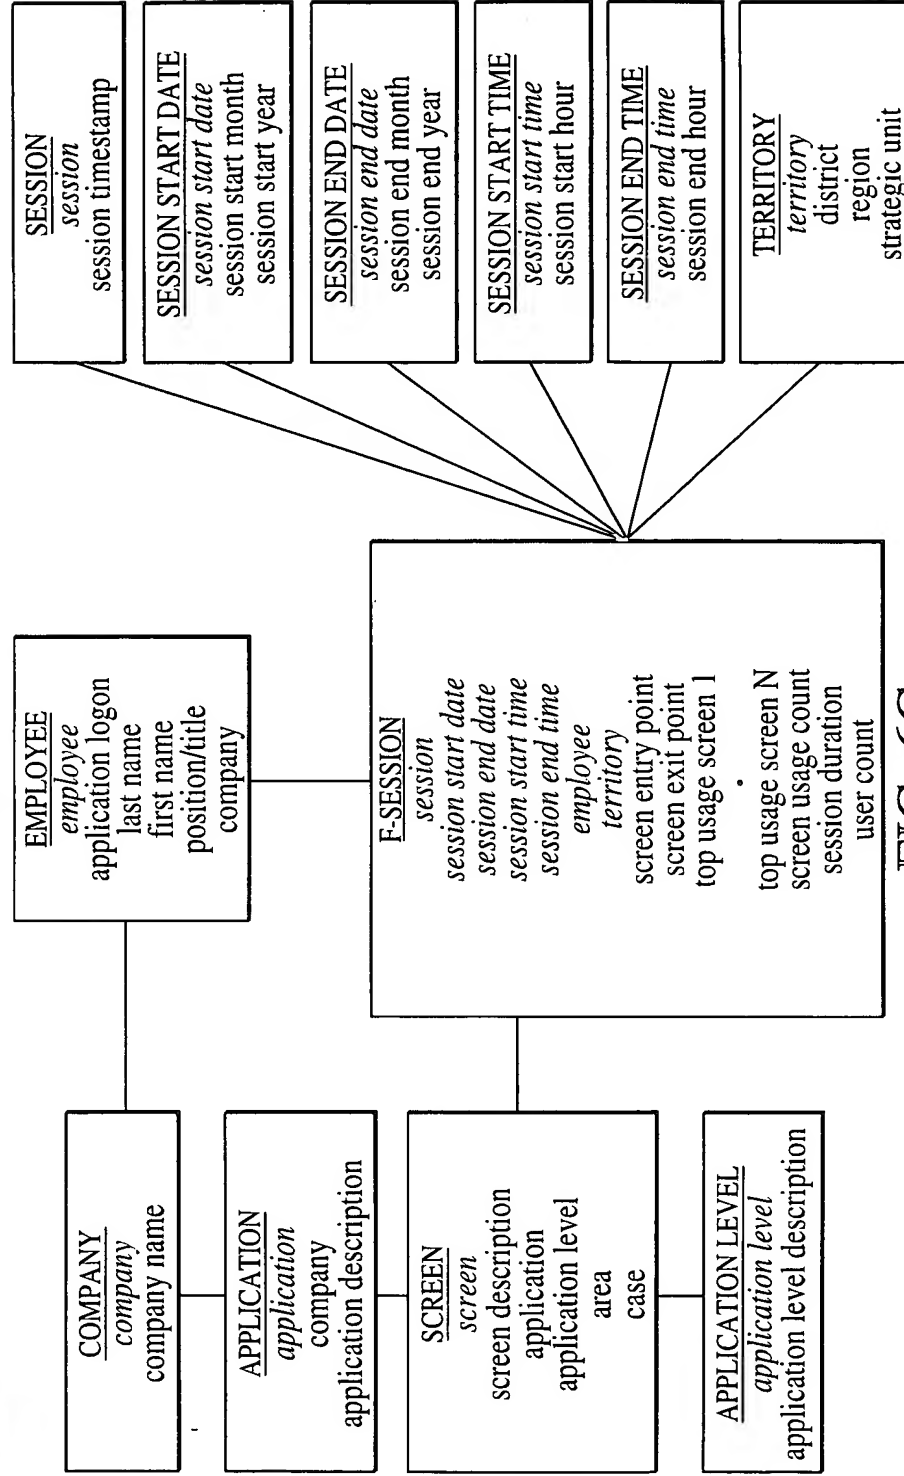 COMPANY
company
company name
APPLICATION
application
company
application description
SCREEN
screen
screen description
application
application level
area
case
APPLICATION LEVEL
application level
application level description
EMPLOYEE
employee
application logon
last name
first name
position/title
company
F-SESSION
session
session start date
session end date
session start time
session end time
employee
territory
screen entry point
screen exit point
top usage screen 1
.
top usage screen N
screen usage count
session duration
user count
SESSION
session
session timestamp
SESSION START DATE
session start date
session start month
session start year
SESSION END DATE
session end date
session end month
session end year
SESSION START TIME
session start time
session start hour
SESSION END TIME
session end time
session end hour
TERRITORY
territory
district
region
strategic unit